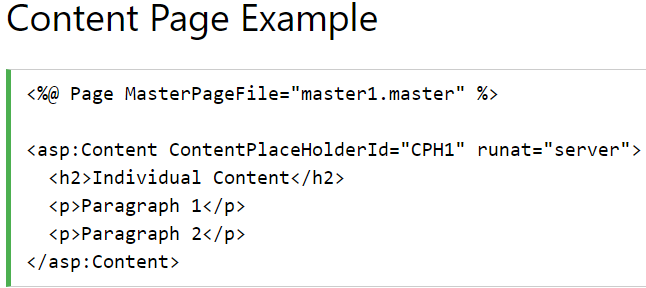 Content Page Example
<%@ Page MasterPageFile="master1.master" %>
<asp:Content ContentPlaceHolderId="CPH1" runat="server">
<h2>Individual Content</h2>
<p>Paragraph 1</p>
<p>Paragraph 2</p>
</asp:Content>